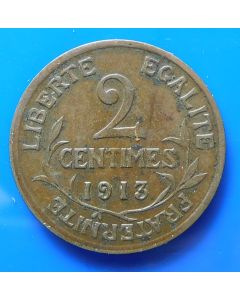 LIBERTE EGALITE
2
CENTIMES
1913
FRATERNITE